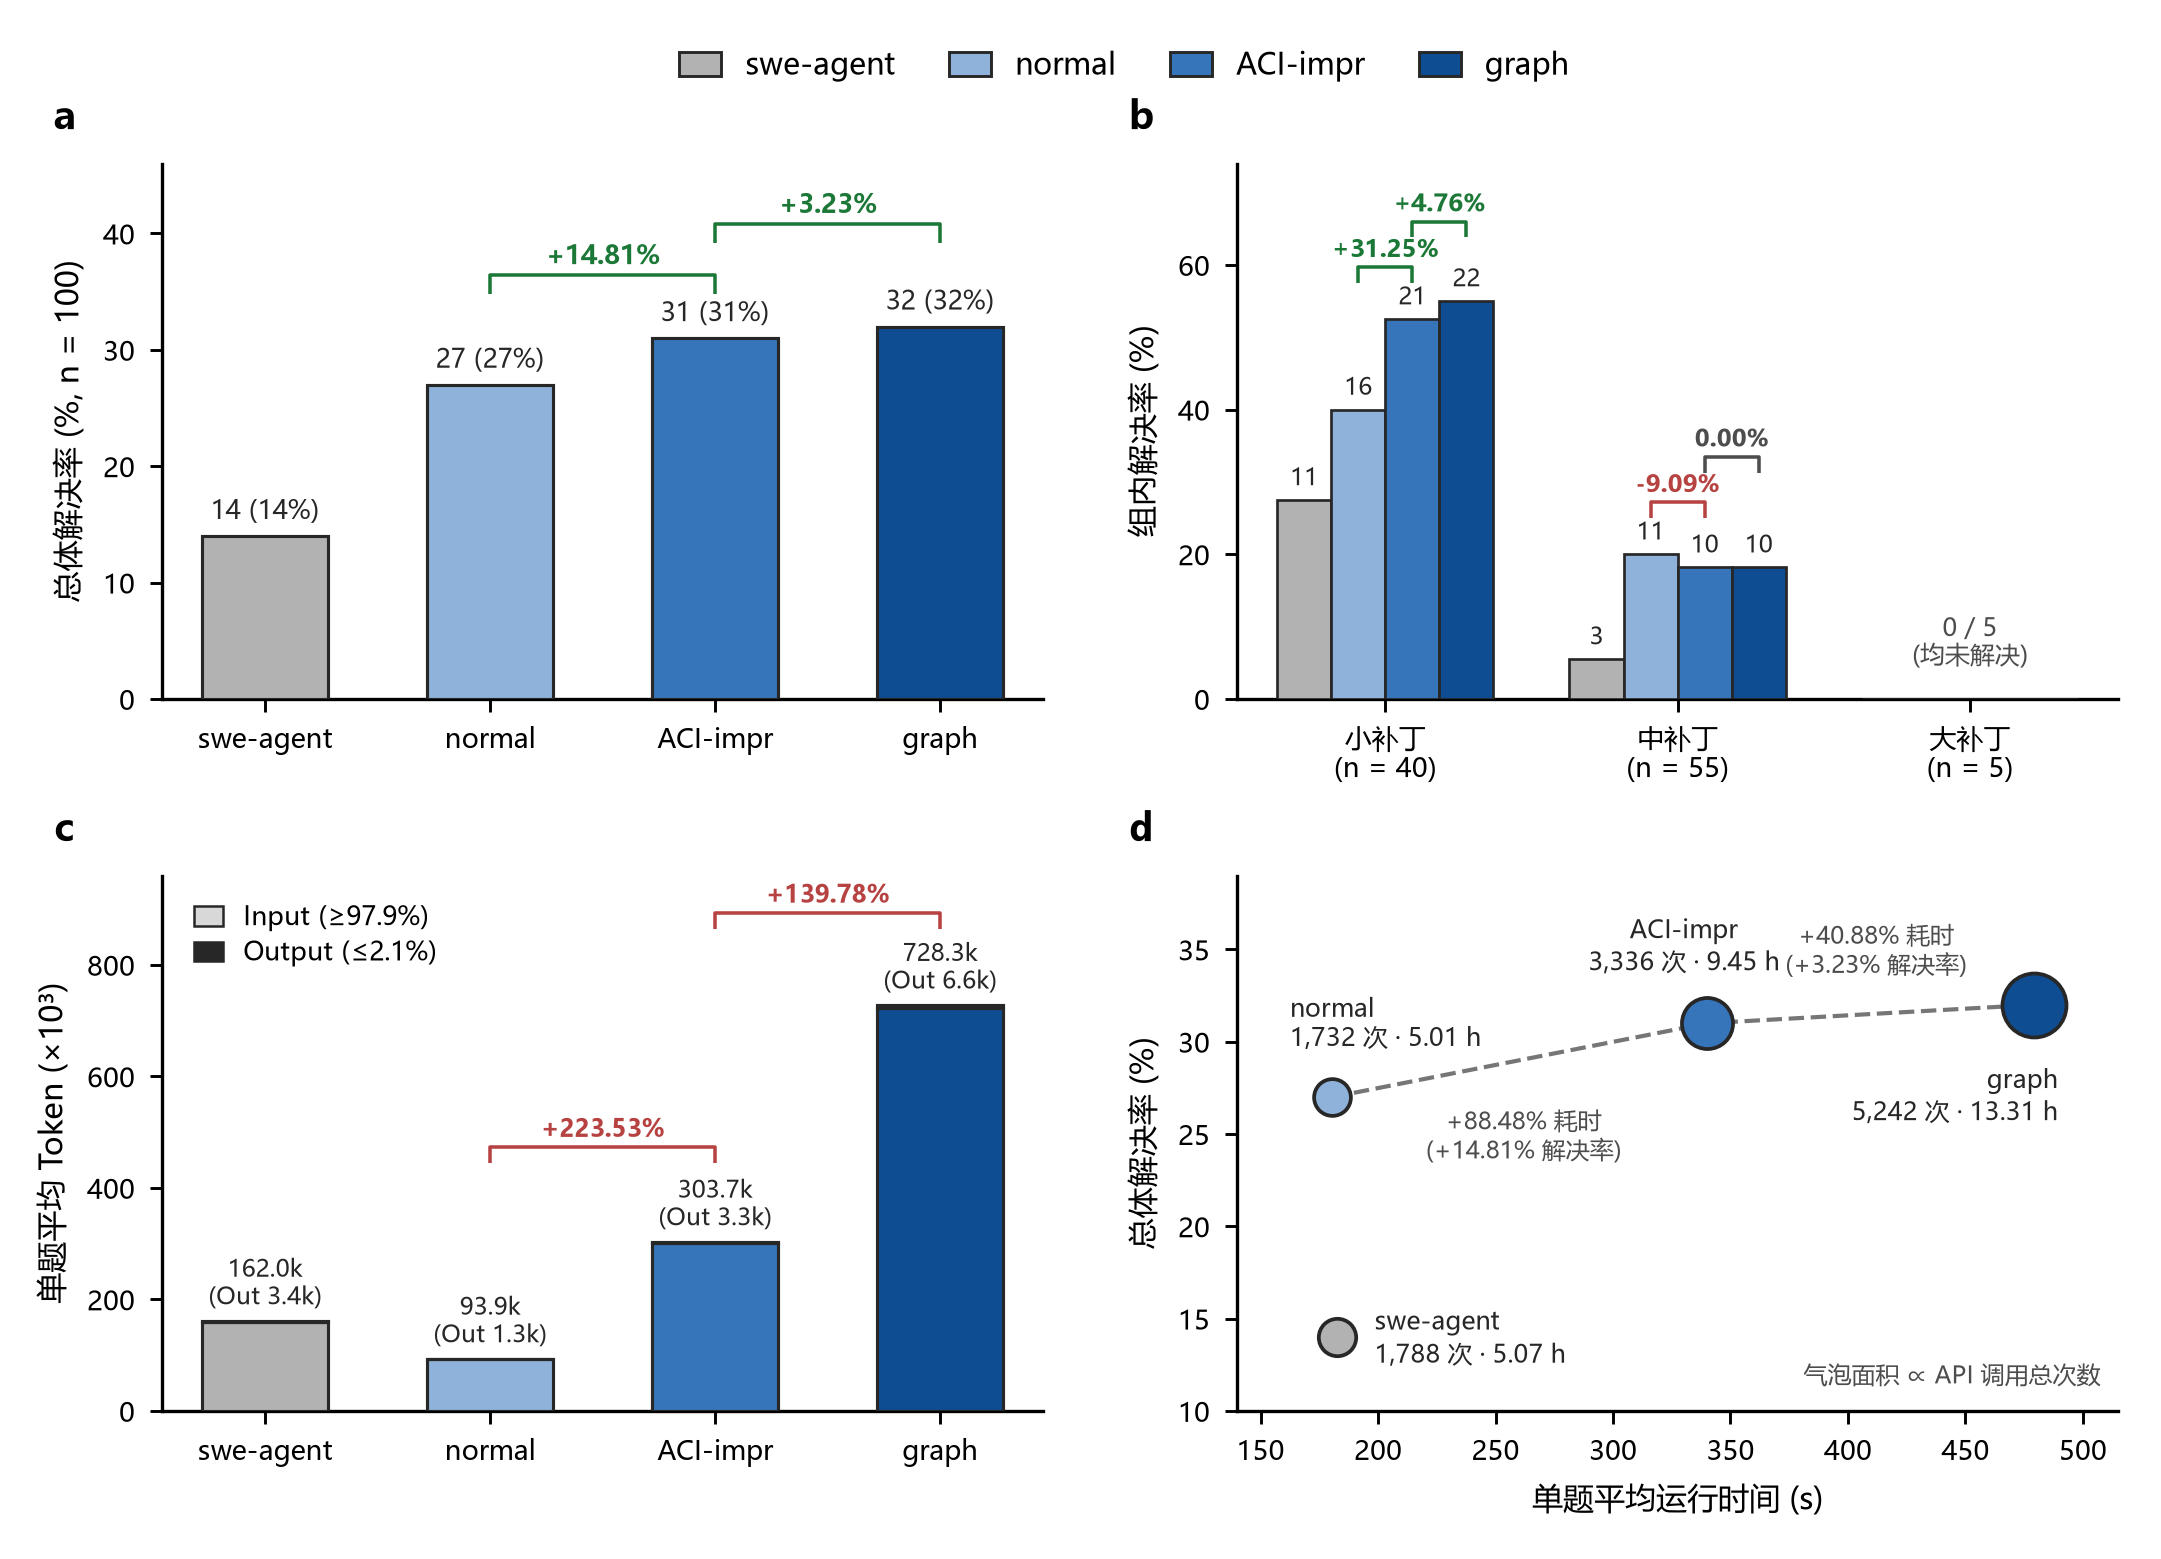 swe-agent normal ACI-impr graph
a
总体解决率 (%, n = 100)
40
30
20
10
0
+3.23%
+14.81%
14 (14%)
27 (27%)
31 (31%)
32 (32%)
swe-agent normal ACI-impr graph
b
组内解决率 (%)
60
40
20
0
+4.76%
+31.25%
11
16
21
22
0.00%
-9.09%
3
11
10
10
0 / 5
(均未解决)
小补丁
(n = 40)
中补丁
(n = 55)
大补丁
(n = 5)
c
单题平均 Token (×10³)
800
600
400
200
0
Input (≥97.9%)
Output (≤2.1%)
+139.78%
+223.53%
162.0k
(Out 3.4k)
93.9k
(Out 1.3k)
303.7k
(Out 3.3k)
728.3k
(Out 6.6k)
swe-agent normal ACI-impr graph
d
总体解决率 (%)
35
30
25
20
15
10
ACI-impr
3,336 次 · 9.45 h
+40.88% 耗时
(+3.23% 解决率)
normal
1,732 次 · 5.01 h
graph
5,242 次 · 13.31 h
+88.48% 耗时
(+14.81% 解决率)
swe-agent
1,788 次 · 5.07 h
气泡面积 ∝ API 调用总次数
150 200 250 300 350 400 450 500
单题平均运行时间 (s)